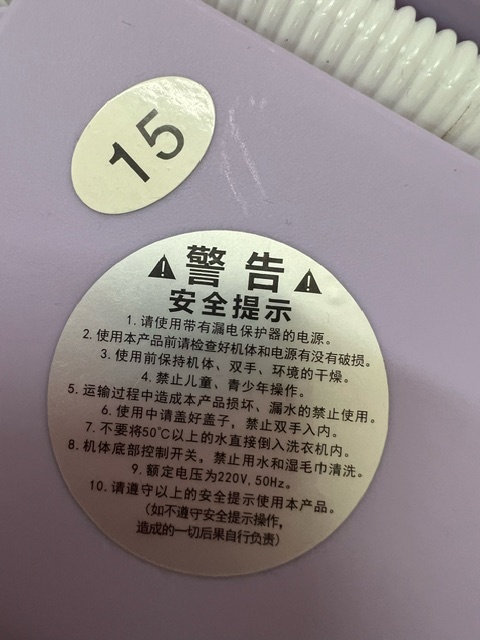 15
警告
安全提示
1. 请使用带有漏电保护器的电源。
2. 使用本产品前请检查好机体和电源有没有破损。
3. 使用前保持机体、双手、环境的干燥。
4. 禁止儿童、青少年操作。
5. 运输过程中造成本产品损坏、漏水的禁止使用。
6. 使用中请盖好盖子，禁止双手入内。
7. 不要将50℃以上的水直接倒入洗衣机内。
8. 机体底部控制开关，禁止用水和湿毛巾清洗。
9. 额定电压为220V,50Hz。
10. 请遵守以上的安全提示使用本产品。
(如不遵守安全提示操作,
造成的一切后果自行负责)